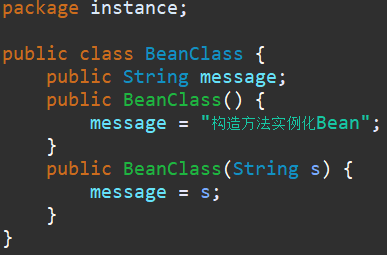 package instance;
public class BeanClass {
public String message;
public BeanClass() {
message = "构造方法实例化Bean";
}
public BeanClass(String s) {
message = s;
}
}